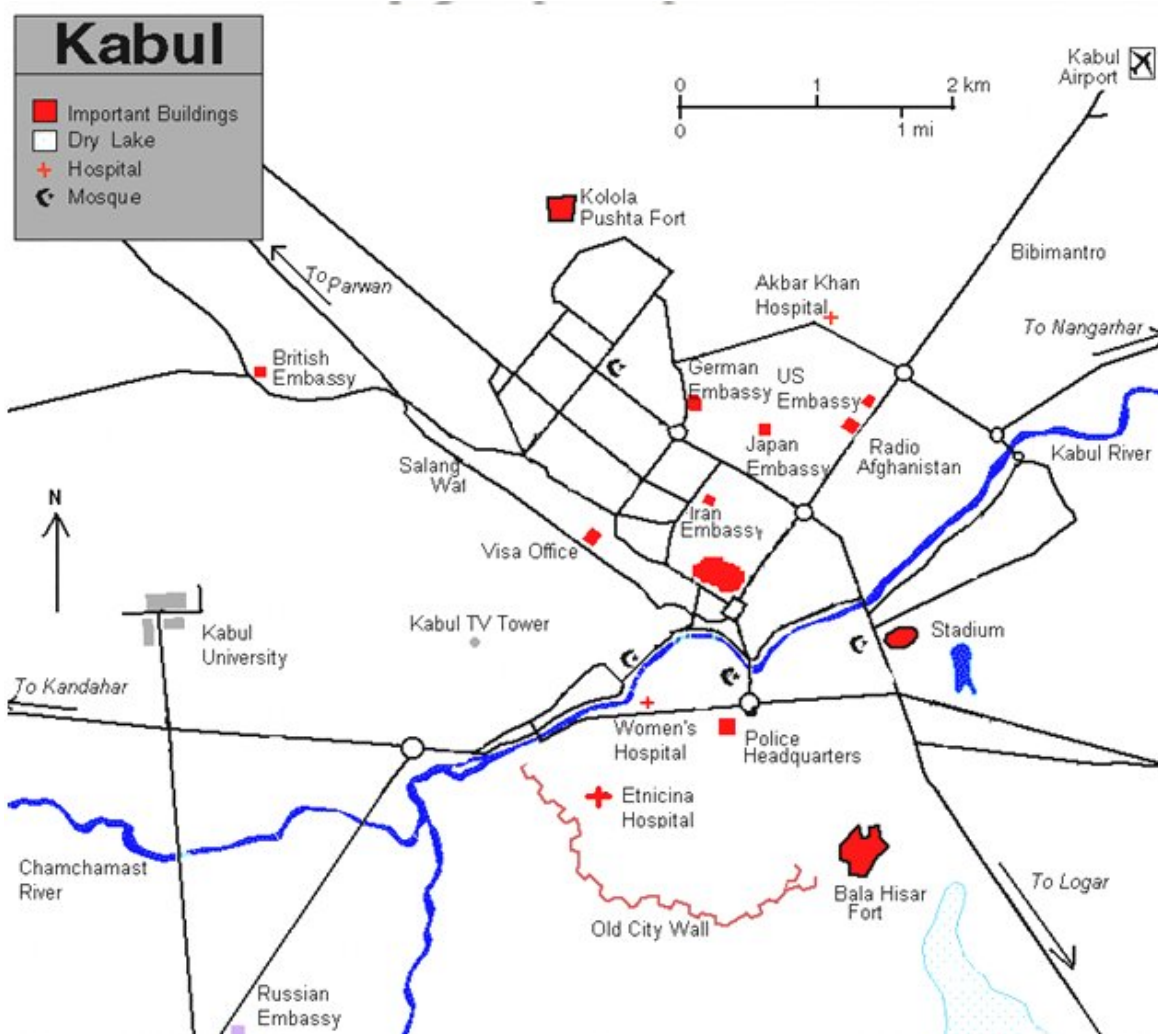 Kabul
Important Buildings
Dry Lake
Hospital
Mosque
0 1 2 km
0 1 mi
Kabul
Airport
Kolola
Pushta Fort
Bibimantro
To Parwan
Akbar Khan
Hospital
To Nangarhar
British
Embassy
German
Embassy
US
Embassy
Japan
Embassy
Radio
Afghanistan
Kabul River
Salang
Wat
N
Iran
Embassy
Visa Office
Kabul TV Tower
Kabul
University
Stadium
To Kandahar
Women's
Hospital
Police
Headquarters
Etnicina
Hospital
Chamchamast
River
Bala Hisar
Fort
To Logar
Old City Wall
Russian
Embassy